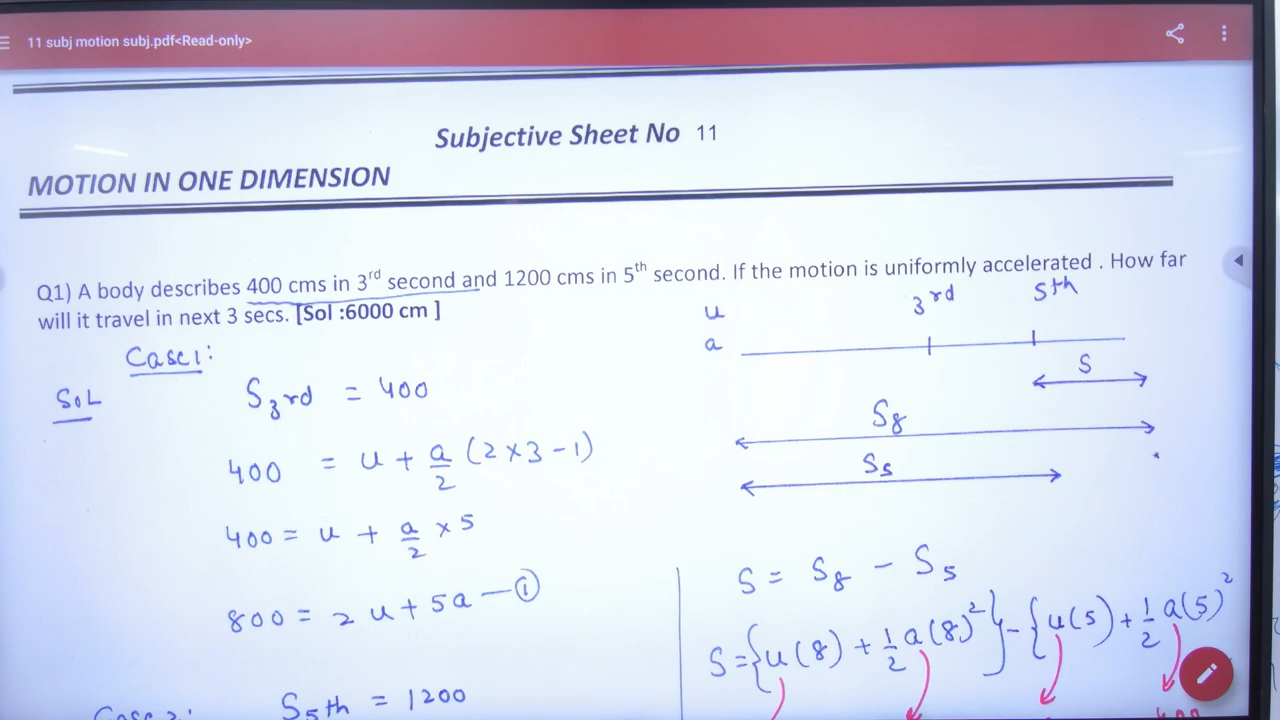 11 subj motion subj.pdf<Read-only>
Subjective Sheet No 11
MOTION IN ONE DIMENSION
Q1) A body describes 400 cms in 3rd second and 1200 cms in 5th second. If the motion is uniformly accelerated . How far
will it travel in next 3 secs. [Sol :6000 cm ]
Case 1:
SOL
S3rd = 400
400 = u + a/2 (2×3-1)
400 = u + a/2 × 5
800 = 2u + 5a — ①
S5th = 1200
u
a
3rd
5th
S
S8
S5
S = S8 - S5
S = {u(8) + 1/2 a(8)²} - {u(5) + 1/2 a(5)²